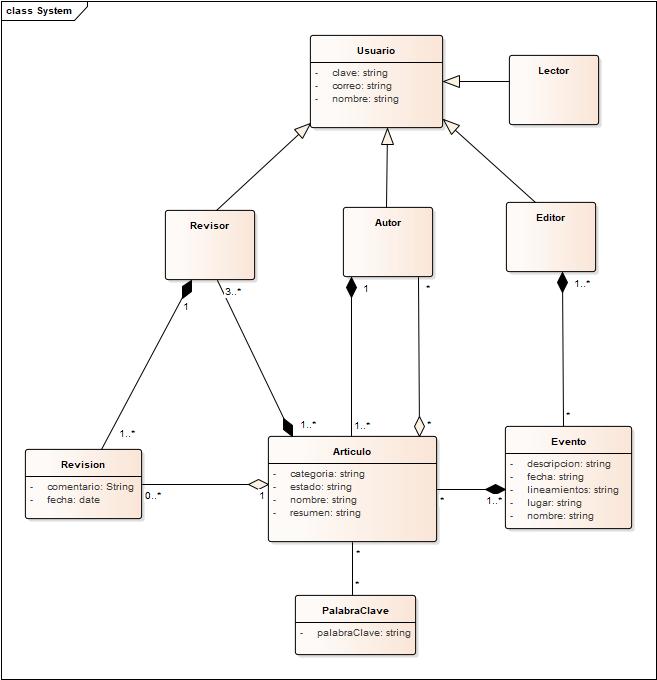 class System
Usuario
- clave: string
- correo: string
- nombre: string
Lector
Revisor
Autor
Editor
1
3..*
1
*
1..*
1..*
1..*
1..*
*
*
Revision
- comentario: String
- fecha: date
0..*
1
Articulo
- categoria: string
- estado: string
- nombre: string
- resumen: string
*
1..*
Evento
- descripcion: string
- fecha: string
- lineamientos: string
- lugar: string
- nombre: string
*
*
PalabraClave
- palabraClave: string